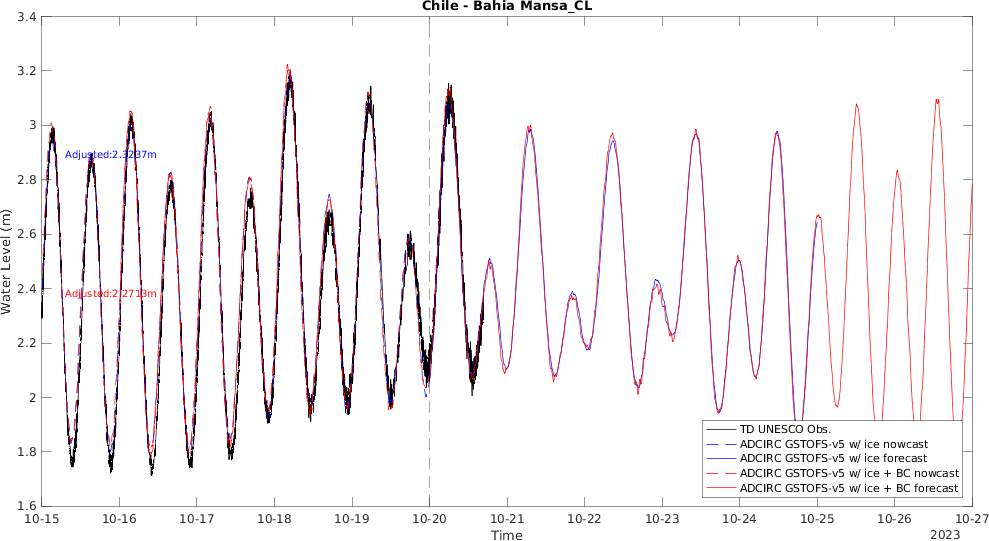 Chile - Bahia Mansa_CL
3.4
3.2
3
2.8
2.6
2.4
2.2
2
1.8
1.6
Water Level (m)
Adjusted:2.3237m
Adjusted:2.2713m
TD UNESCO Obs.
ADCIRC GSTOFS-v5 w/ ice nowcast
ADCIRC GSTOFS-v5 w/ ice forecast
ADCIRC GSTOFS-v5 w/ ice + BC nowcast
ADCIRC GSTOFS-v5 w/ ice + BC forecast
10-15 10-16 10-17 10-18 10-19 10-20 10-21 10-22 10-23 10-24 10-25 10-26 10-27
Time
2023